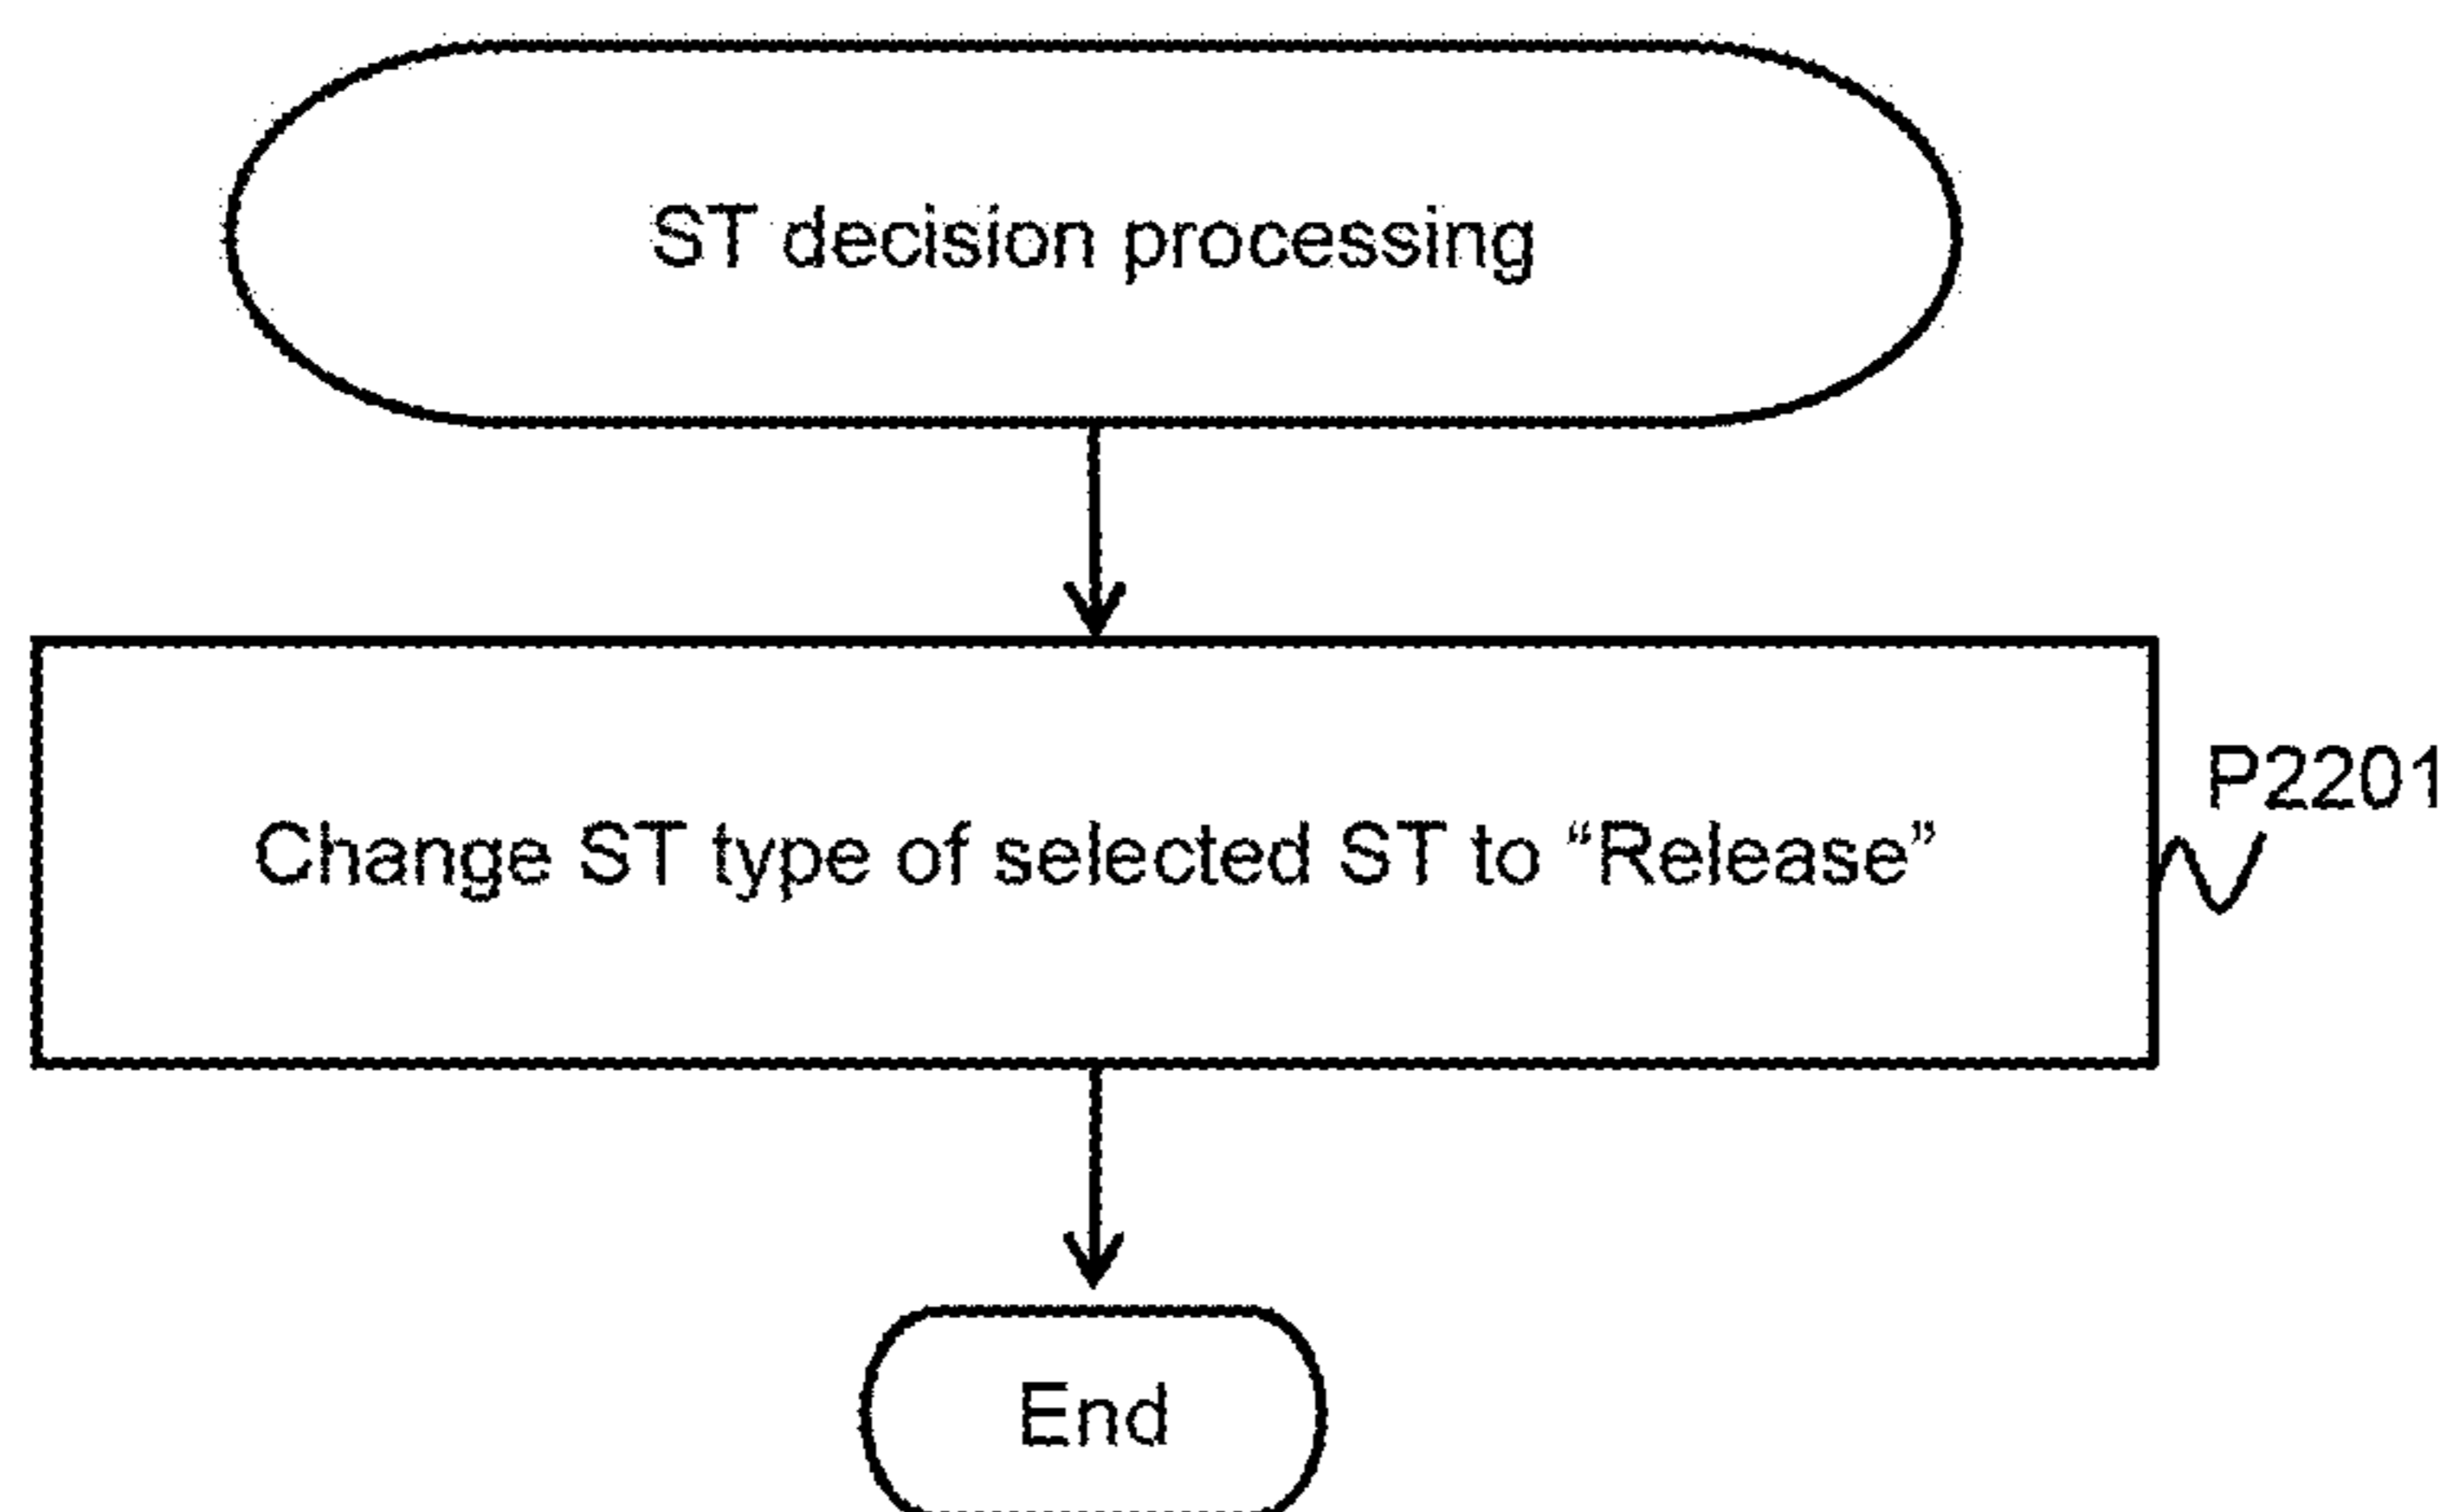 ST decision processing
P2201
Change ST type of selected ST to “Release”
End